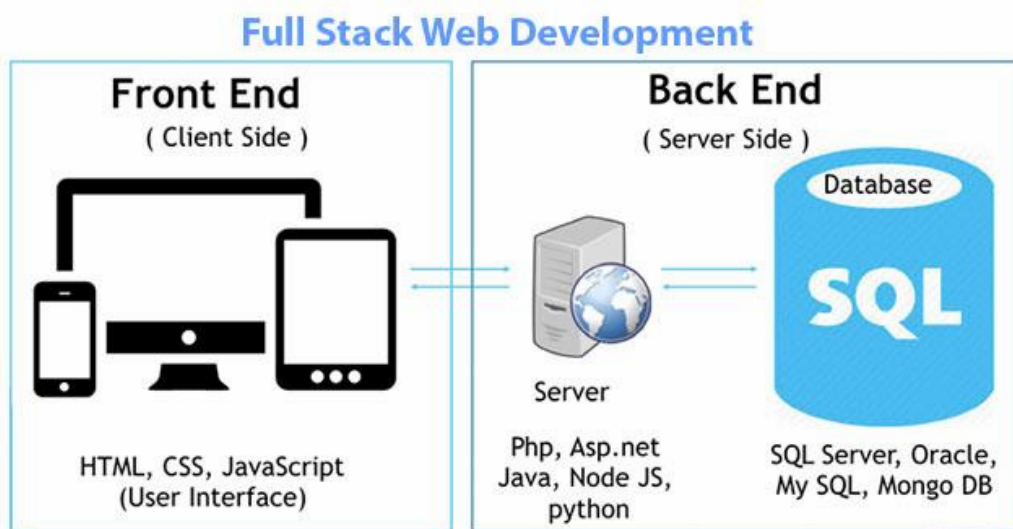 Full Stack Web Development
Front End
( Client Side )
HTML, CSS, JavaScript
(User Interface)
Back End
( Server Side )
Server
Php, Asp.net
Java, Node JS,
python
Database
SQL
SQL Server, Oracle,
My SQL, Mongo DB